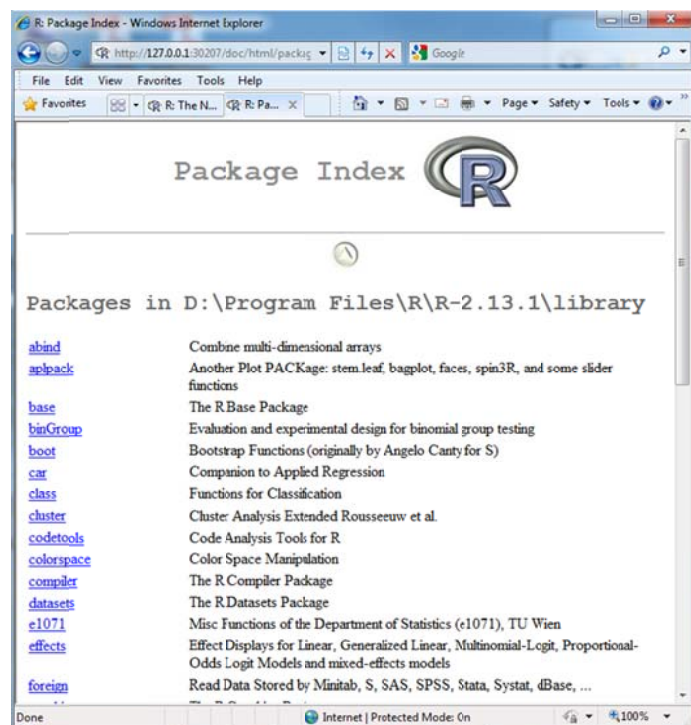 R: Package Index - Windows Internet Explorer
http://127.0.0.1:30207/doc/html/packag
Google
File Edit View Favorites Tools Help
Favorites R: The N... R: Pa... Page Safety Tools
Package Index R
Packages in D:\Program Files\R\R-2.13.1\library
abind Combine multi-dimensional arrays
aplpack Another Plot PACKage: stem.leaf, bagplot, faces, spin3R, and some slider
functions
base The R Base Package
binGroup Evaluation and experimental design for binomial group testing
boot Bootstrap Functions (originally by Angelo Canty for S)
car Companion to Applied Regression
class Functions for Classification
cluster Cluster Analysis Extended Rousseeuw et al.
codetools Code Analysis Tools for R
colorspace Color Space Manipulation
compiler The R Compiler Package
datasets The R Datasets Package
e1071 Misc Functions of the Department of Statistics (e1071), TU Wien
effects Effect Displays for Linear, Generalized Linear, Multinomial-Logit, Proportional-
Odds Logit Models and mixed-effects models
foreign Read Data Stored by Minitab, S, SAS, SPSS, Stata, Systat, dBase, ...
Done Internet | Protected Mode: On 100%